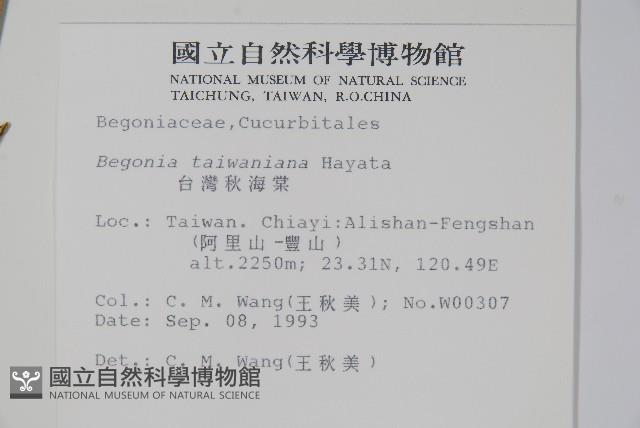 國立自然科學博物館
NATIONAL MUSEUM OF NATURAL SCIENCE
TAICHUNG, TAIWAN, R.O.CHINA
Begoniaceae,Cucurbitales
Begonia taiwaniana Hayata
台灣秋海棠
Loc.: Taiwan. Chiayi:Alishan-Fengshan
(阿里山-豐山)
alt.2250m; 23.31N, 120.49E
Col.: C. M. Wang(王秋美); No.W00307
Date: Sep. 08, 1993
Det.: C. M. Wang(王秋美)
國立自然科學博物館
NATIONAL MUSEUM OF NATURAL SCIENCE